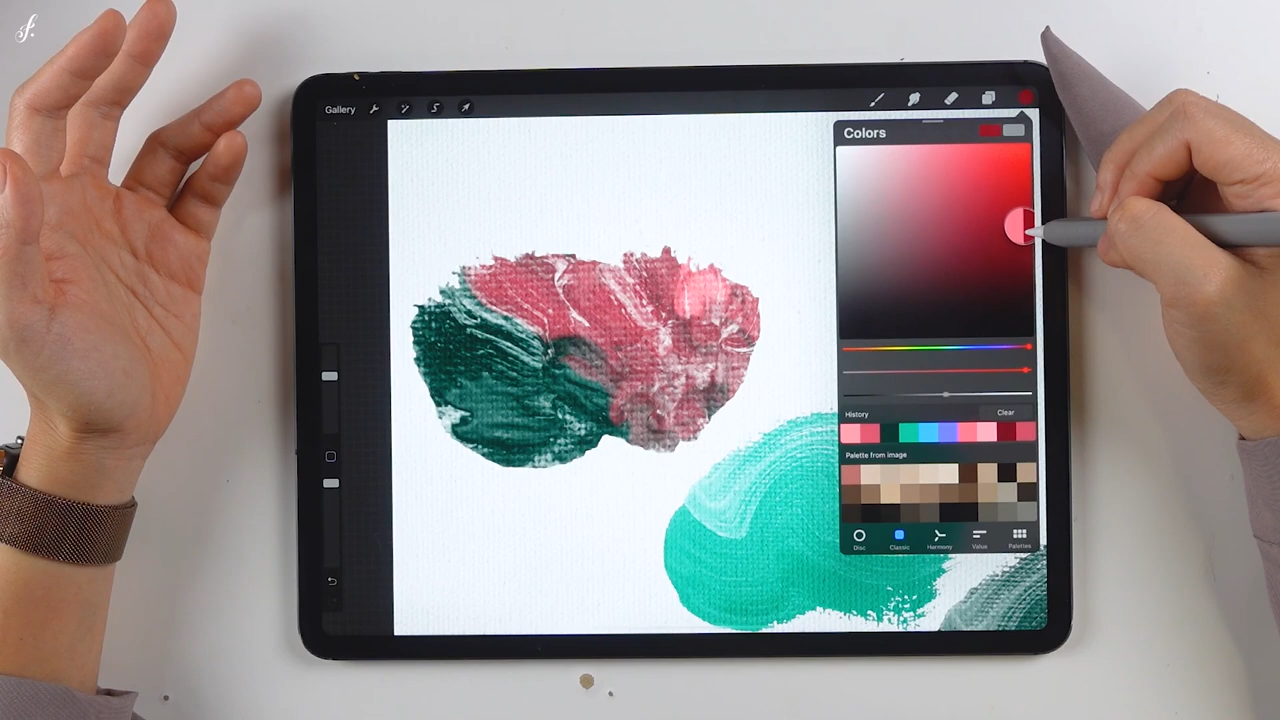 f.
Gallery
Colors
History
Clear
Palette from image
Disc
Classic
Harmony
Value
Palettes